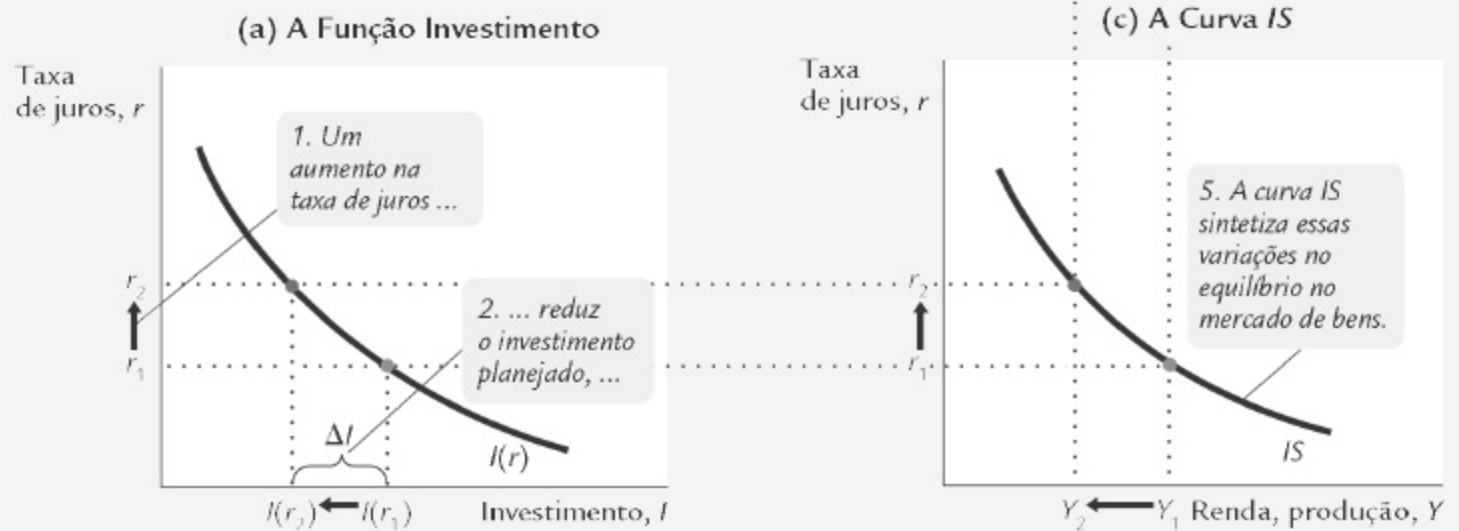 (a) A Função Investimento
Taxa
de juros, r
1. Um
aumento na
taxa de juros ...
r2
r1
2. ... reduz
o investimento
planejado, ...
ΔI
I(r)
I(r2)
I(r1)
Investimento, I
(c) A Curva IS
Taxa
de juros, r
5. A curva IS
sintetiza essas
variações no
equilíbrio no
mercado de bens.
r2
r1
IS
Y2
Y1
Renda, produção, Y